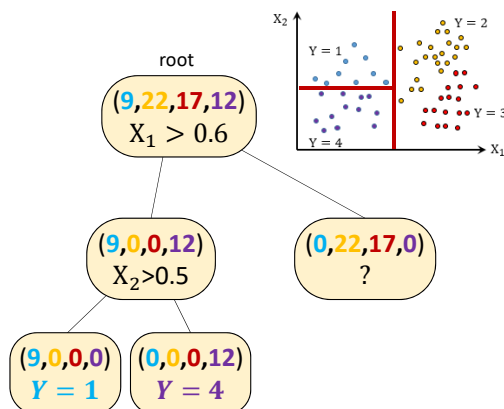 root
(9,22,17,12)
X₁ > 0.6
(9,0,0,12)
X₂>0.5
(0,22,17,0)
?
(9,0,0,0)
Y = 1
(0,0,0,12)
Y = 4
X₂
Y = 1
Y = 2
Y = 3
Y = 4
X₁